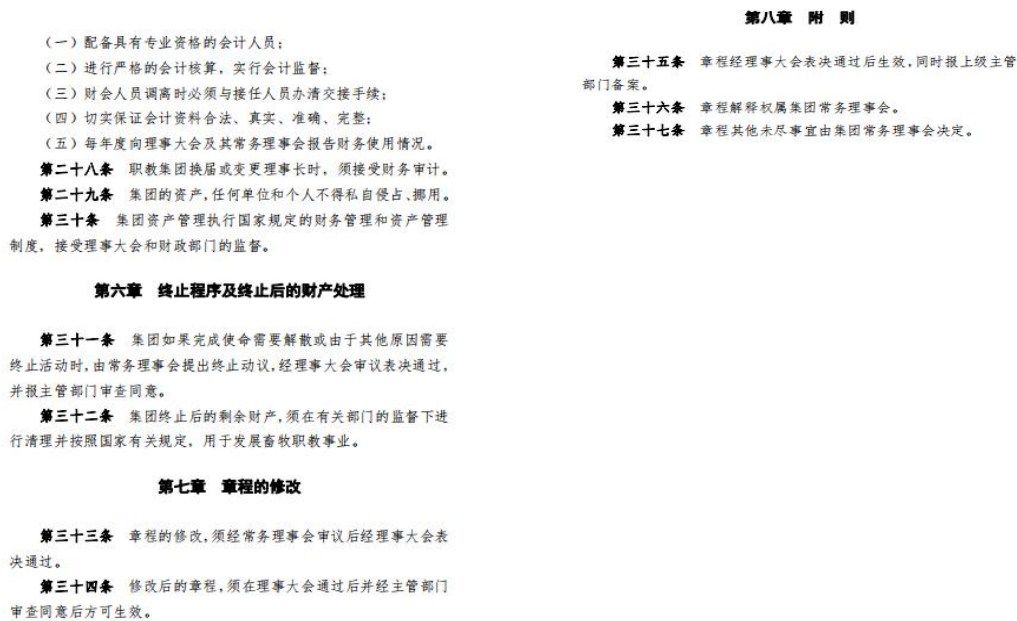 （一）配备具有专业资格的会计人员；
（二）进行严格的会计核算，实行会计监督；
（三）财会人员调离时必须与接任人员办清交接手续；
（四）切实保证会计资料合法、真实、准确、完整；
（五）每年度向理事大会及其常务理事会报告财务使用情况。
第二十八条　职教集团换届或变更理事长时，须接受财务审计。
第二十九条　集团的资产，任何单位和个人不得私自侵占、挪用。
第三十条　集团资产管理执行国家规定的财务管理和资产管理
制度，接受理事大会和财政部门的监督。
第六章　终止程序及终止后的财产处理
第三十一条　集团如果完成使命需要解散或由于其他原因需要
终止活动时，由常务理事会提出终止动议，经理事大会审议表决通过，
并报主管部门审查同意。
第三十二条　集团终止后的剩余财产，须在有关部门的监督下进
行清理并按照国家有关规定，用于发展畜牧职教事业。
第七章　章程的修改
第三十三条　章程的修改，须经常务理事会审议后经理事大会表
决通过。
第三十四条　修改后的章程，须在理事大会通过后并经主管部门
审查同意后方可生效。
第八章　附　则
第三十五条　章程经理事大会表决通过后生效，同时报上级主管
部门备案。
第三十六条　章程解释权属集团常务理事会。
第三十七条　章程其他未尽事宜由集团常务理事会决定。